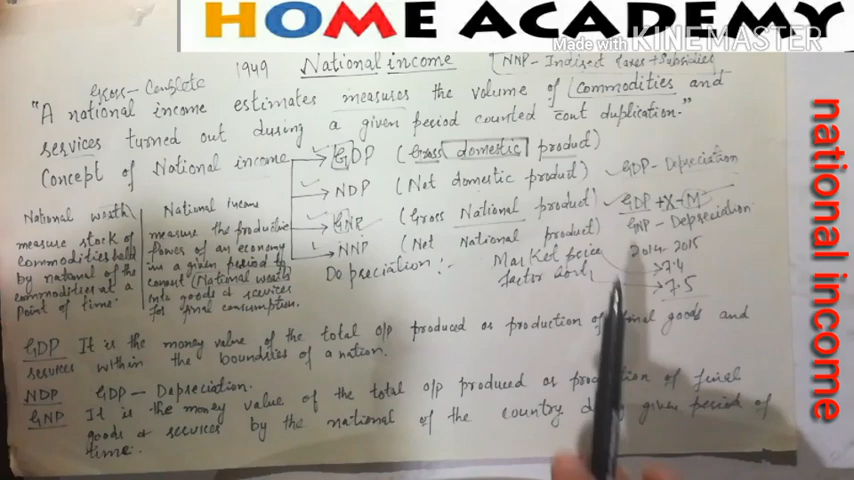 HOME ACADEMY
Made with KINEMASTER
1949 National income [NNP - Indirect taxes + Subsidies
Gross - Complete
"A national income estimates measures the volume of commodities and
services turned out during a given period counted duplication."
Concept of National income
GDP (Gross domestic product)
NDP (Net domestic product) GDP - Depreciation
GNP (Gross National product) GDP + X - M
NNP (Net National product) GNP - Depreciation
National wealth
measure stock of
commodities held
by national of the
commodities at a
Point of time.
National income
measure the productive
Power of an economy
in a given period to
National wealth
into goods & services
for final consumption.
Depreciation :- Market price 2014-2015
factor cost 7.4
7.5
GDP It is the money value of the total o/p produced or production of final goods and
services within the boundries of a nation.
NDP GDP - Depreciation.
GNP It is the money value of the total o/p produced or production of final
goods & services by the national of the country given period of
time.
national income